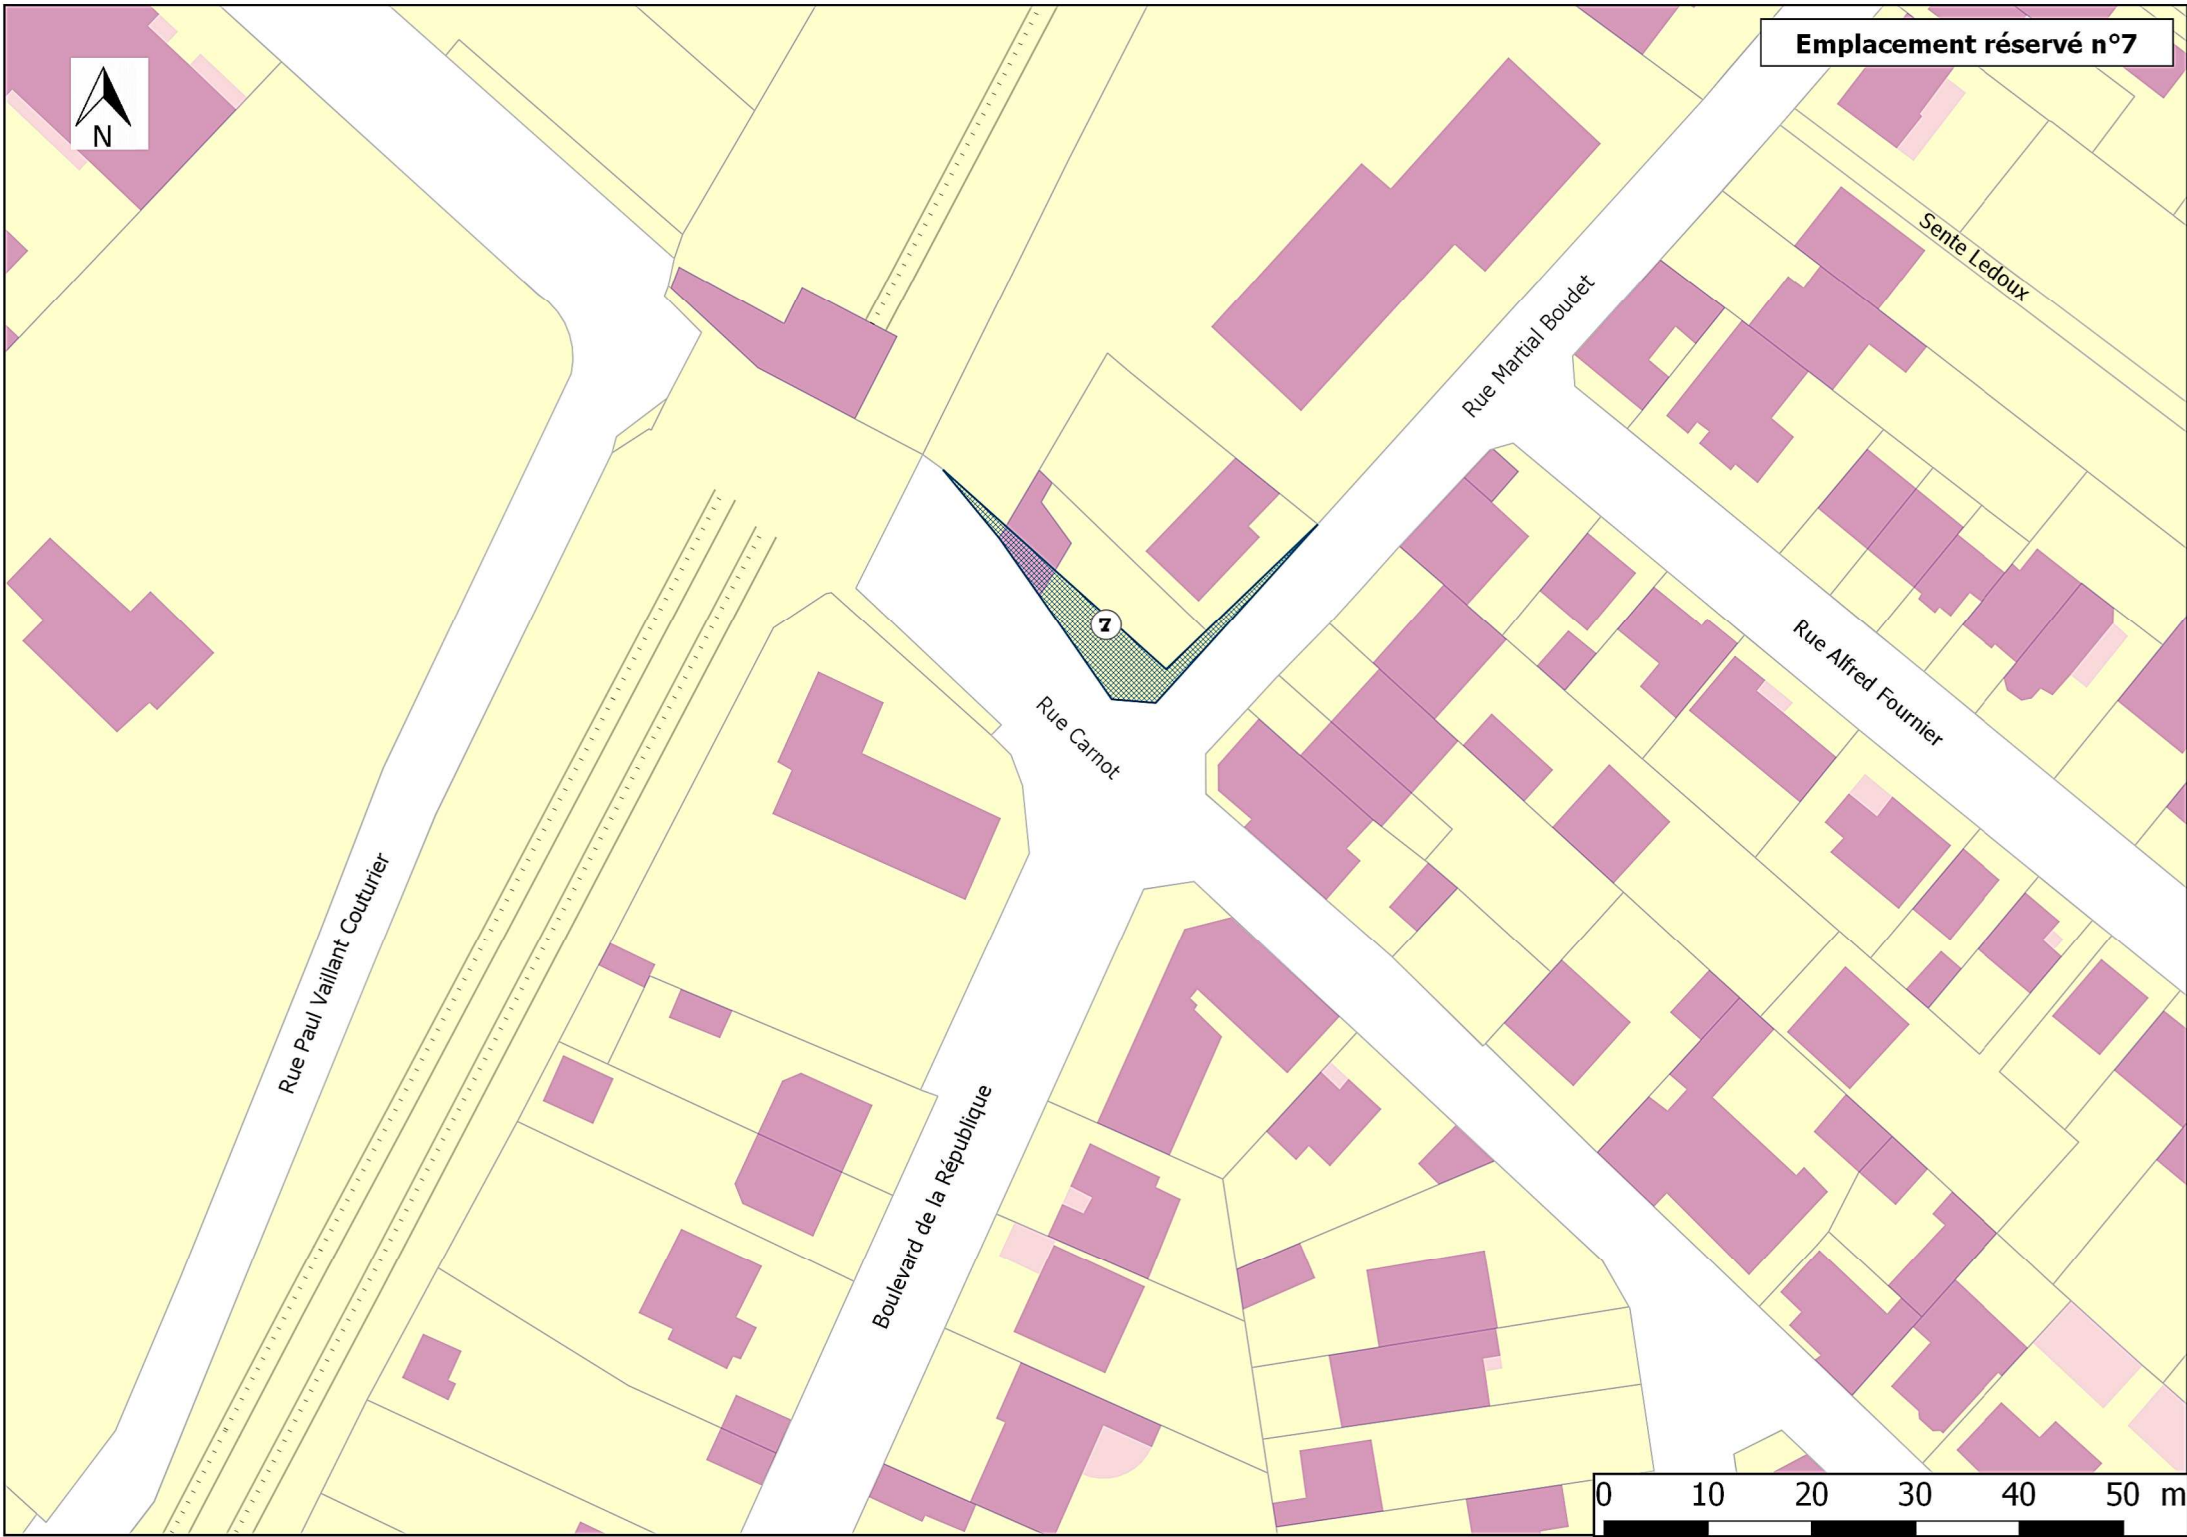 Emplacement réservé n°7
N
Sente Ledoux
Rue Martial Boudet
7
Rue Alfred Fournier
Rue Carnot
Rue Paul Vaillant Couturier
Boulevard de la République
0 10 20 30 40 50 m